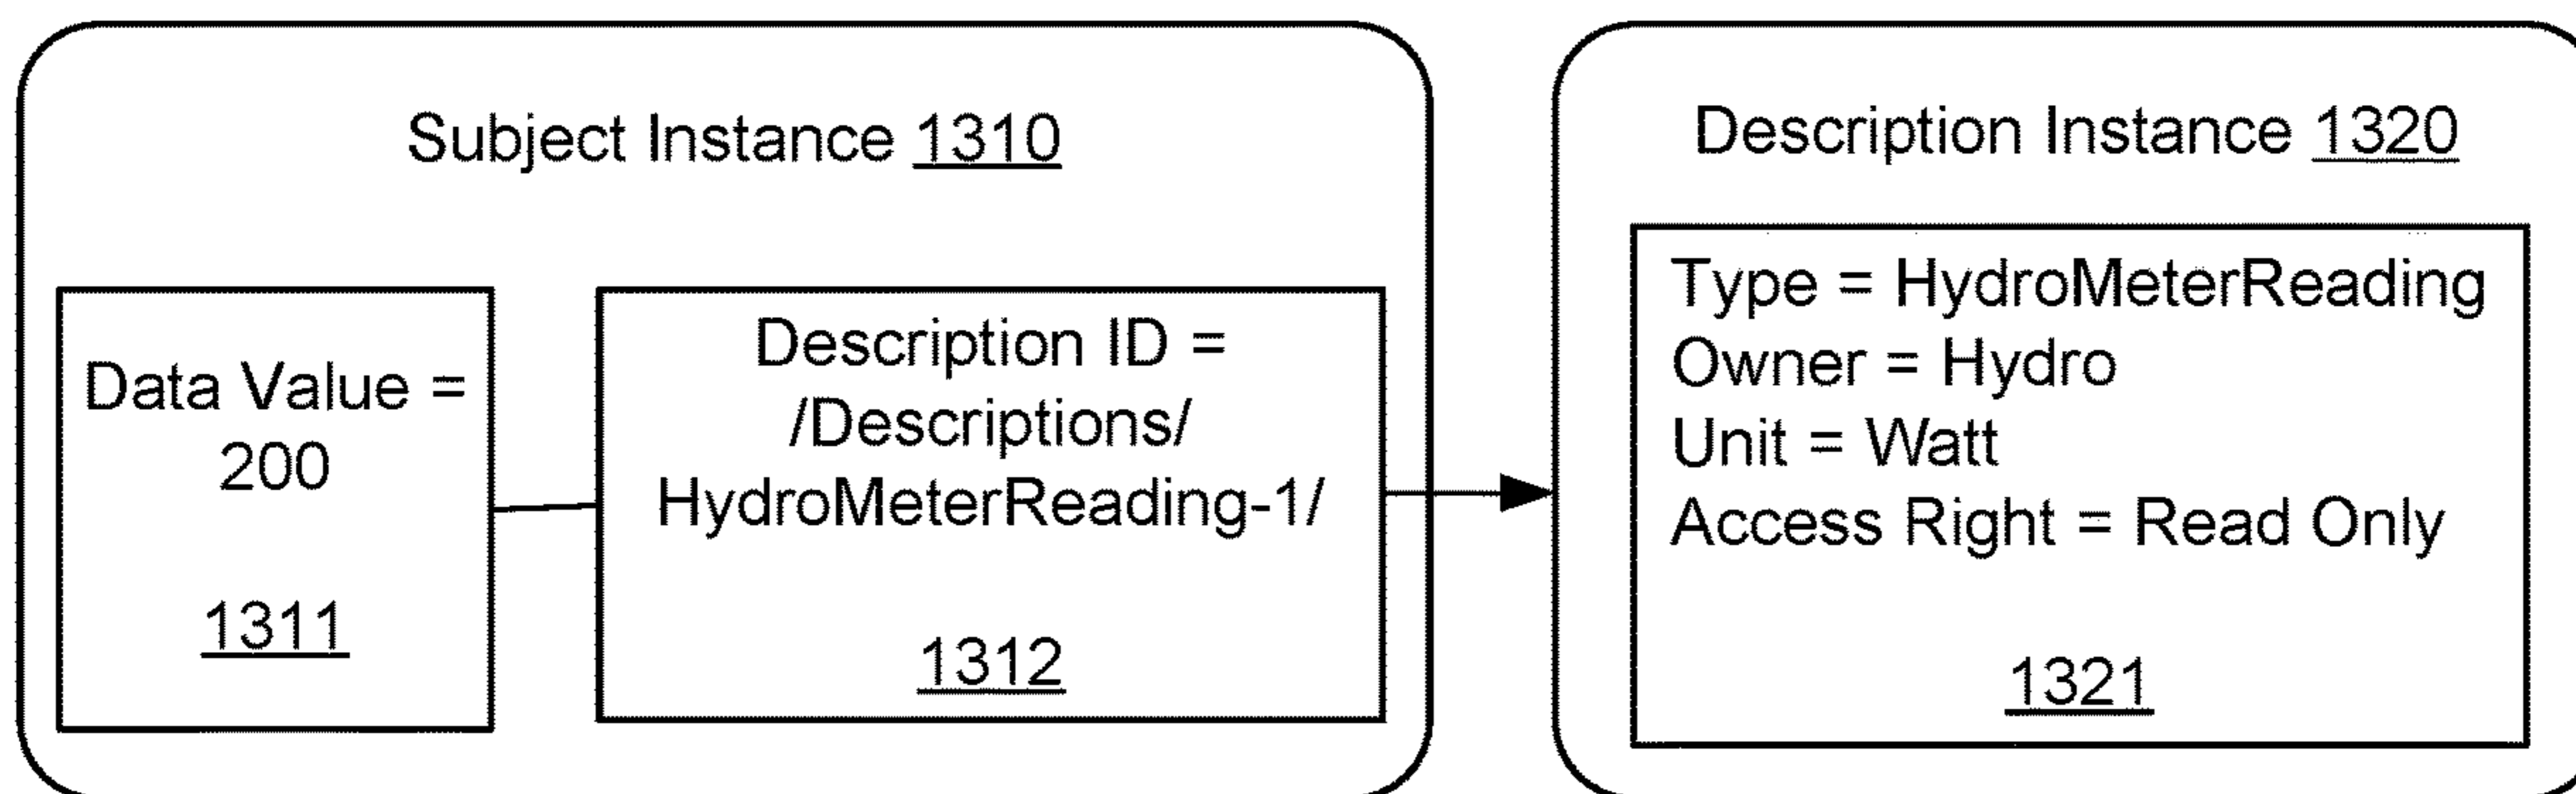 Subject Instance 1310
Data Value =
200
1311
Description ID =
/Descriptions/
HydroMeterReading-1/
1312
Description Instance 1320
Type = HydroMeterReading
Owner = Hydro
Unit = Watt
Access Right = Read Only
1321